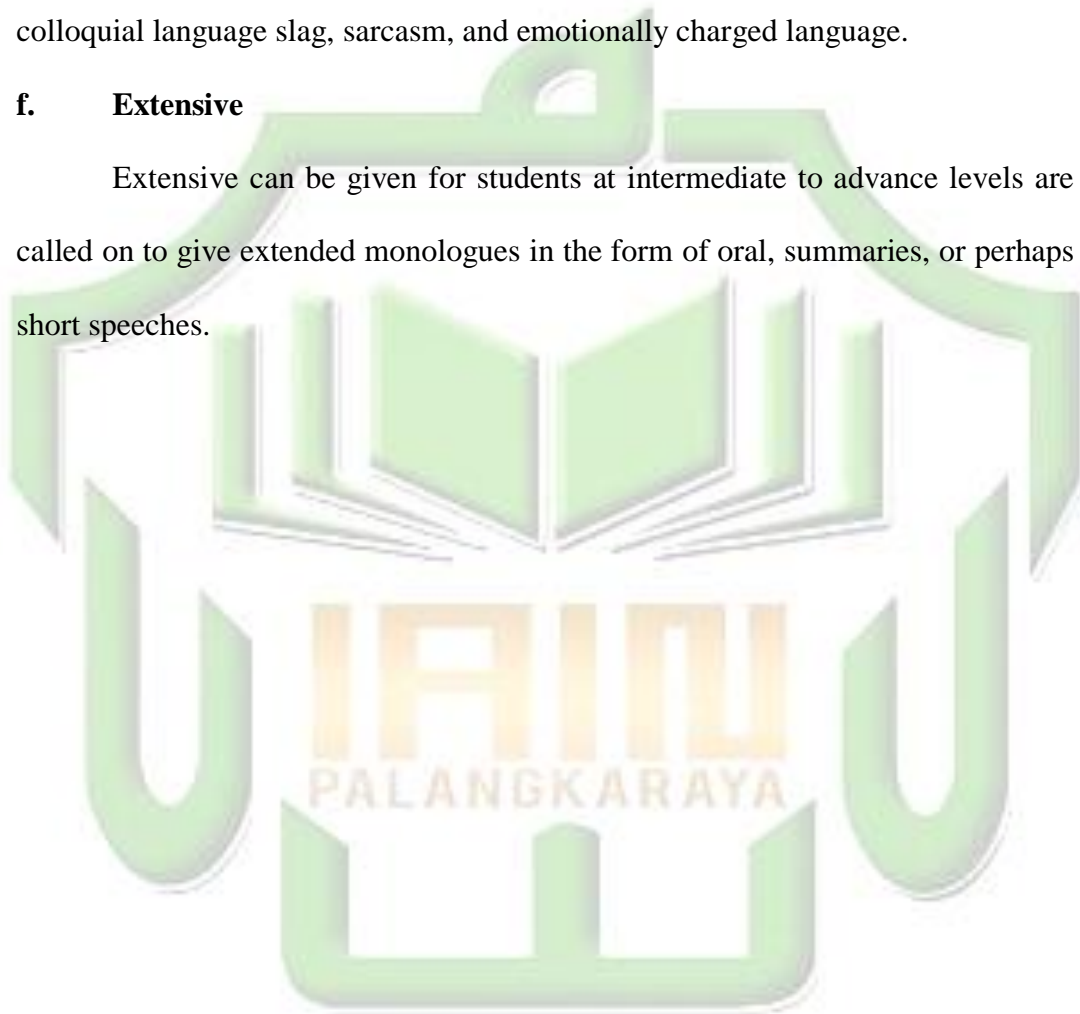 colloquial language slag, sarcasm, and emotionally charged language.
f. Extensive
Extensive can be given for students at intermediate to advance levels are
called on to give extended monologues in the form of oral, summaries, or perhaps
short speeches.
IAIN
PALANGKARAYA